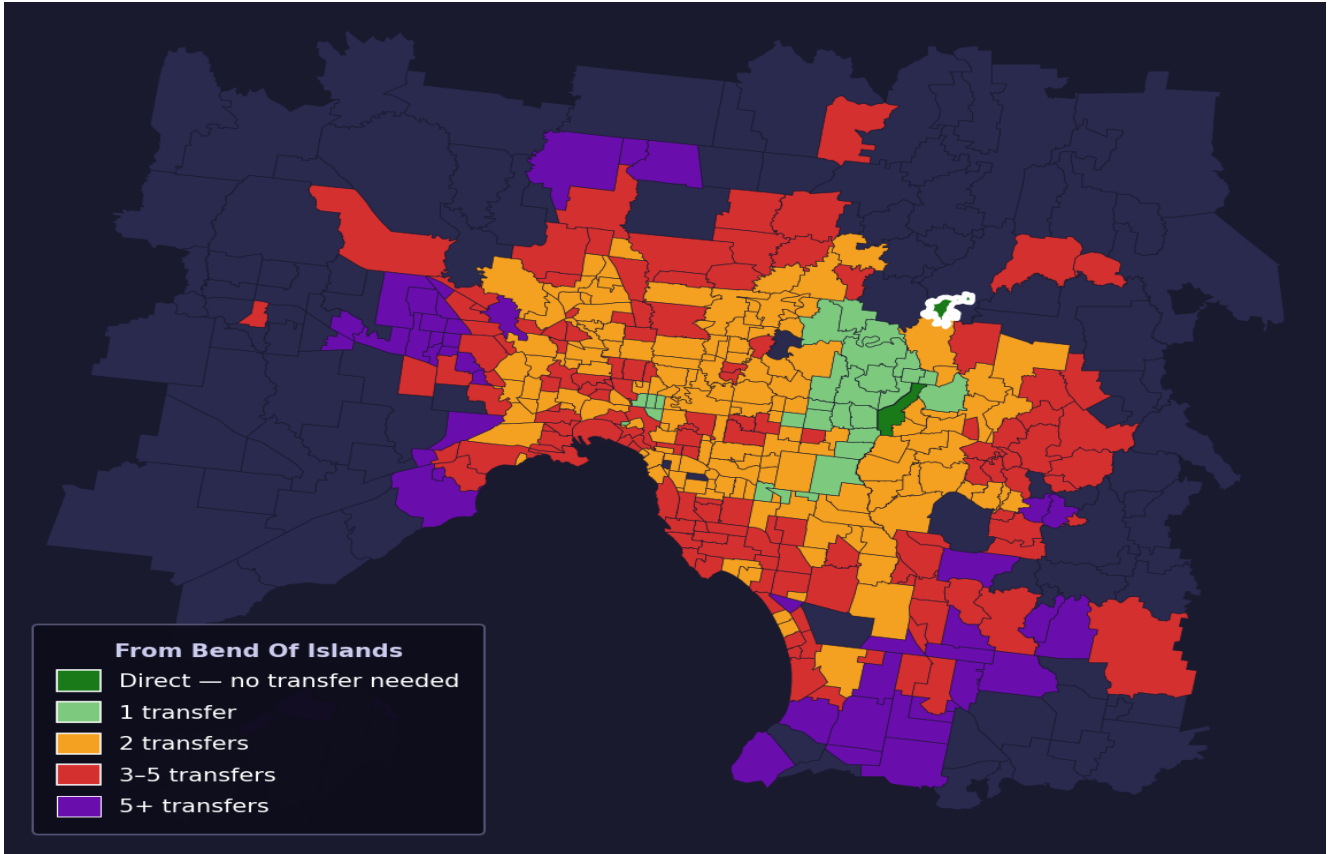 From Bend Of Islands
Direct — no transfer needed
1 transfer
2 transfers
3–5 transfers
5+ transfers